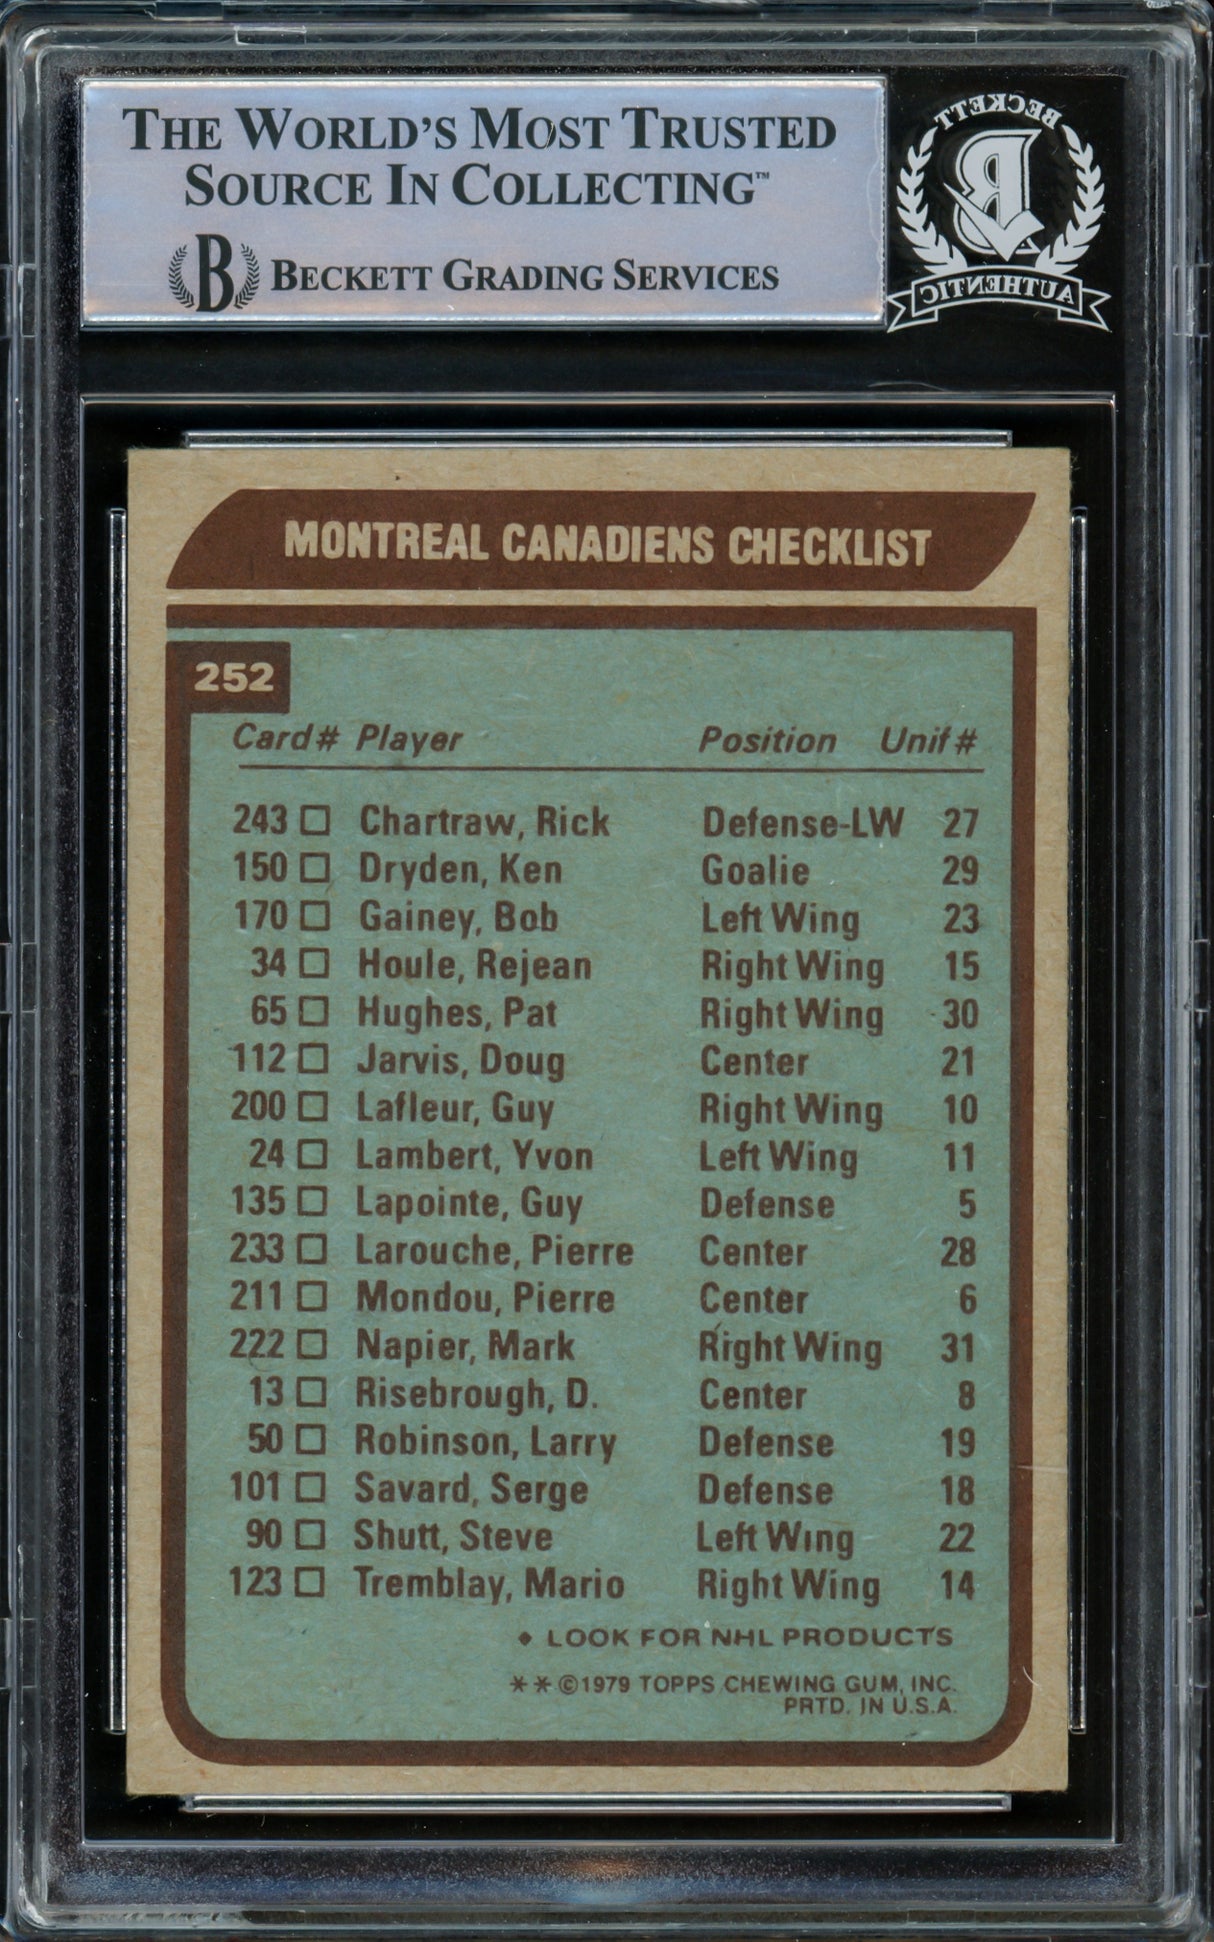 THE WORLD'S MOST TRUSTED
SOURCE IN COLLECTING™
B BECKETT GRADING SERVICES
BECKETT
B
AUTHENTIC
MONTREAL CANADIENS CHECKLIST
252
Card# Player Position Unif#
243 □ Chartraw, Rick Defense-LW 27
150 □ Dryden, Ken Goalie 29
170 □ Gainey, Bob Left Wing 23
34 □ Houle, Rejean Right Wing 15
65 □ Hughes, Pat Right Wing 30
112 □ Jarvis, Doug Center 21
200 □ Lafleur, Guy Right Wing 10
24 □ Lambert, Yvon Left Wing 11
135 □ Lapointe, Guy Defense 5
233 □ Larouche, Pierre Center 28
211 □ Mondou, Pierre Center 6
222 □ Napier, Mark Right Wing 31
13 □ Risebrough, D. Center 8
50 □ Robinson, Larry Defense 19
101 □ Savard, Serge Defense 18
90 □ Shutt, Steve Left Wing 22
123 □ Tremblay, Mario Right Wing 14
♦ LOOK FOR NHL PRODUCTS
**©1979 TOPPS CHEWING GUM, INC.
PRTD. IN U.S.A.